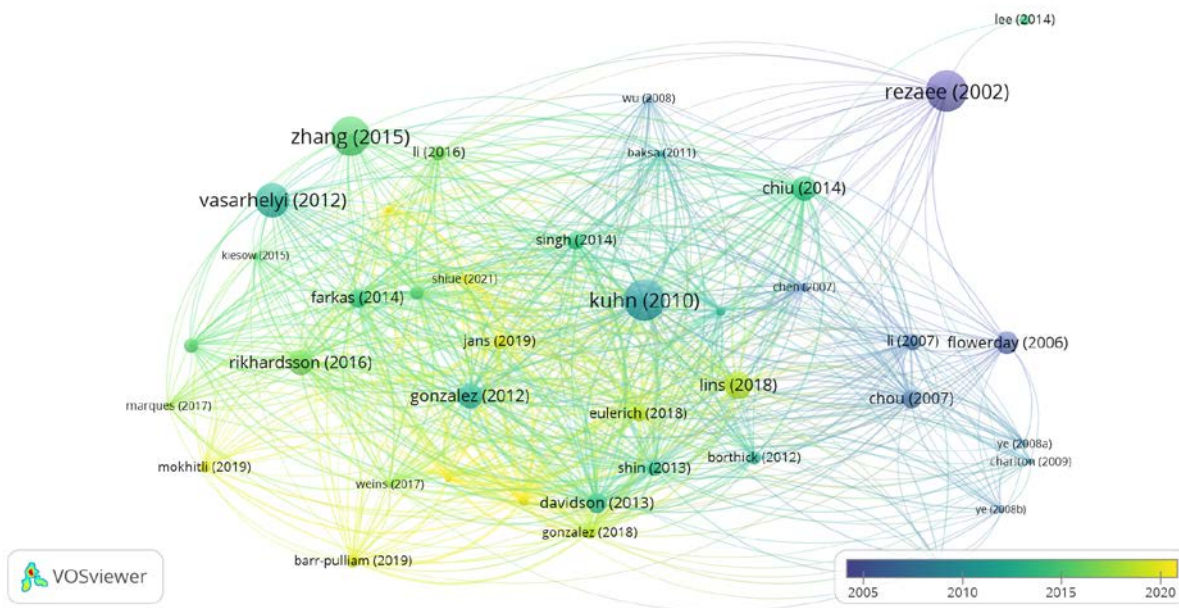 lee (2014)
rezaee (2002)
wu (2008)
zhang (2015)
li (2016)
baksa (2011)
chiu (2014)
vasarhelyi (2012)
singh (2014)
kiesow (2015)
shiue (2021)
chen (2007)
farkas (2014)
kuhn (2010)
jans (2019)
li (2007)
flowerday (2006)
rikhardsson (2016)
lins (2018)
gonzalez (2012)
chou (2007)
marques (2017)
eulerich (2018)
ye (2008a)
mokhitli (2019)
shin (2013)
borthick (2012)
charlton (2009)
weins (2017)
davidson (2013)
ye (2008b)
gonzalez (2018)
barr-pulliam (2019)
VOSviewer
2005 2010 2015 2020